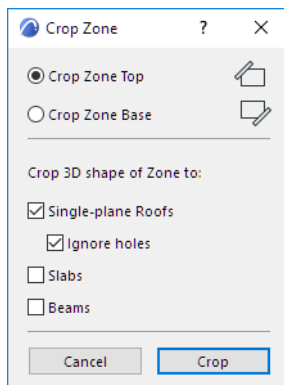 Crop Zone ?
Crop Zone Top
Crop Zone Base
Crop 3D shape of Zone to:
Single-plane Roofs
Ignore holes
Slabs
Beams
Cancel Crop